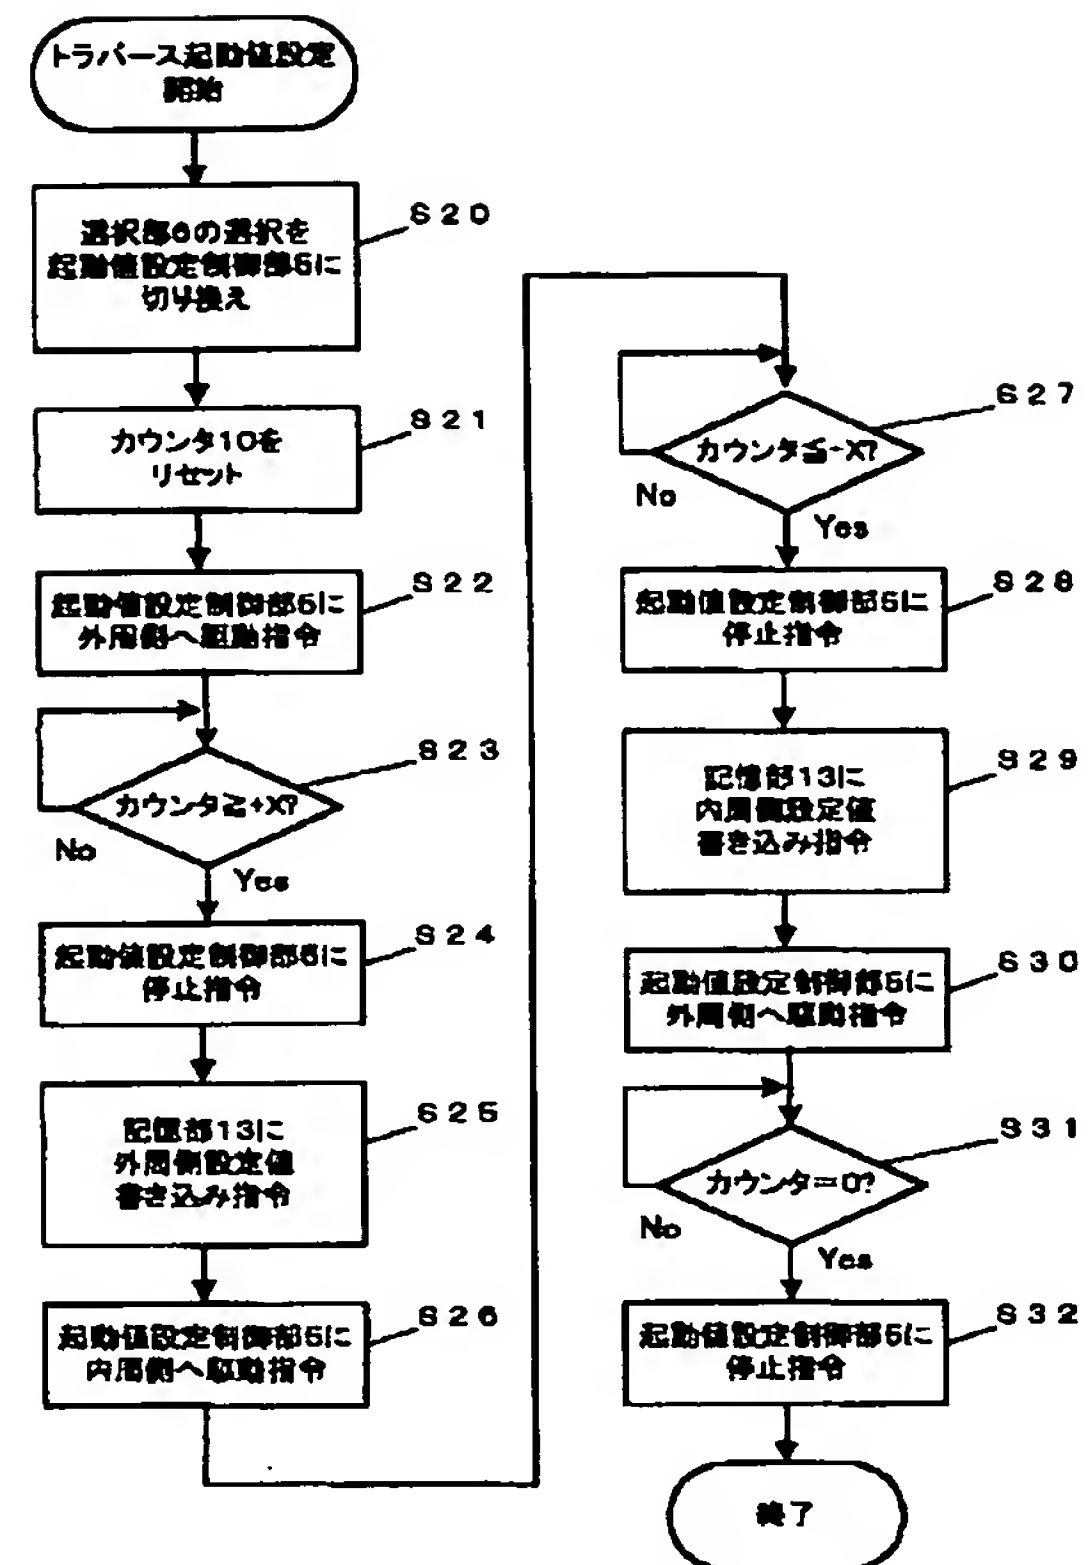 トラバース起動値設定
開始
選択部6の選択を
起動値設定制御部5に
切り換え
S20
カウンタ10を
リセット
S21
起動値設定制御部5に
外周側へ駆動指令
S22
カウンタ≧+X?
S23
No
Yes
起動値設定制御部5に
停止指令
S24
記憶部13に
外周側設定値
書き込み指令
S25
起動値設定制御部5に
内周側へ駆動指令
S26
カウンタ≦-X?
S27
No
Yes
起動値設定制御部5に
停止指令
S28
記憶部13に
内周側設定値
書き込み指令
S29
起動値設定制御部5に
外周側へ駆動指令
S30
カウンタ=0?
S31
No
Yes
起動値設定制御部5に
停止指令
S32
終了